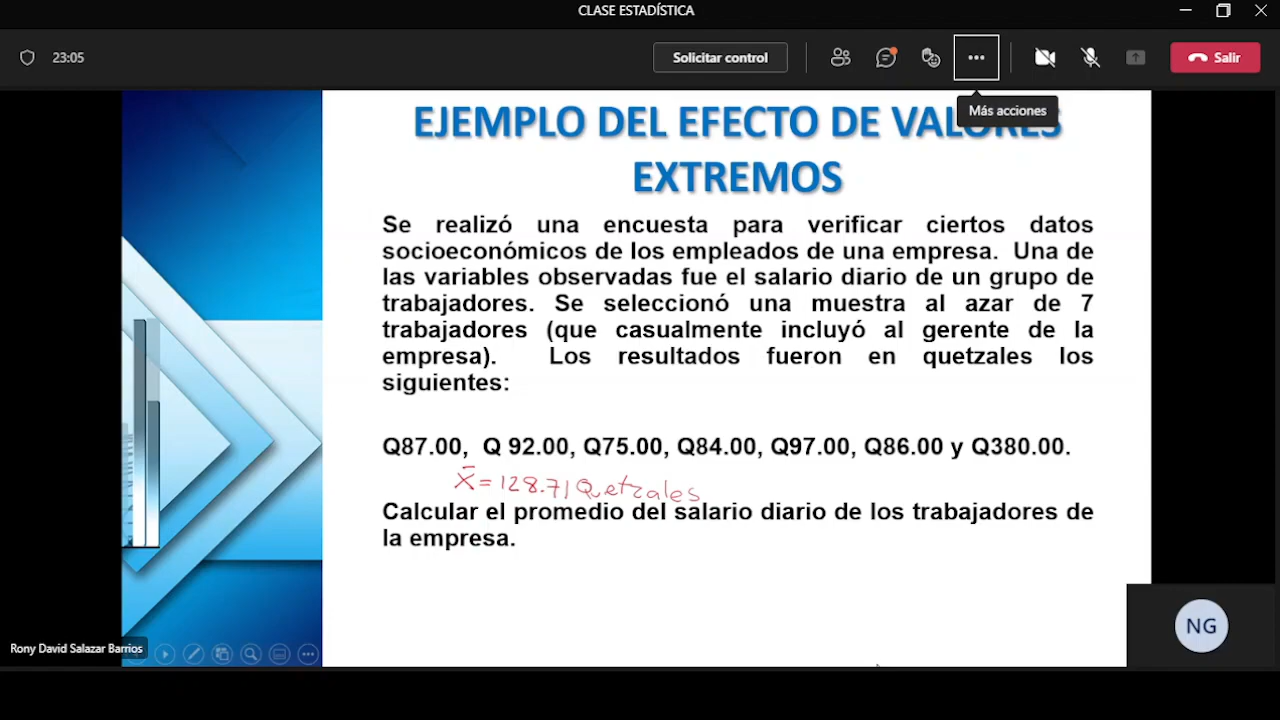 CLASE ESTADÍSTICA
23:05
Solicitar control
Salir
Más acciones
EJEMPLO DEL EFECTO DE VALORES
EXTREMOS
Se realizó una encuesta para verificar ciertos datos
socioeconómicos de los empleados de una empresa. Una de
las variables observadas fue el salario diario de un grupo de
trabajadores. Se seleccionó una muestra al azar de 7
trabajadores (que casualmente incluyó al gerente de la
empresa). Los resultados fueron en quetzales los
siguientes:
Q87.00, Q 92.00, Q75.00, Q84.00, Q97.00, Q86.00 y Q380.00.
X̄ = 128.71 Quetzales
Calcular el promedio del salario diario de los trabajadores de
la empresa.
NG
Rony David Salazar Barrios